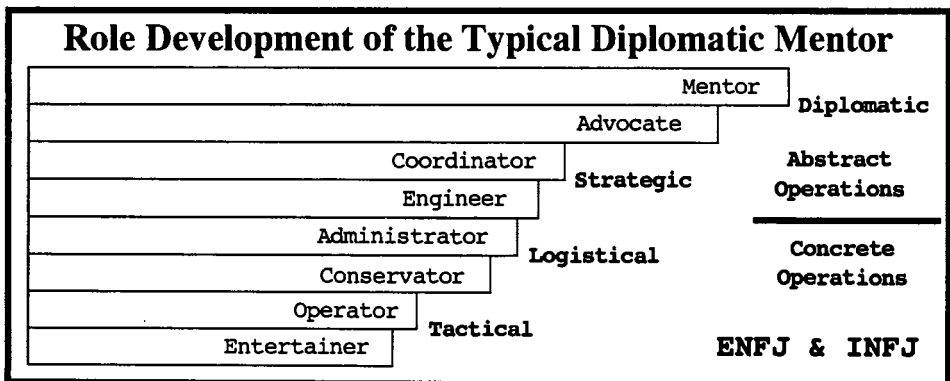 Role Development of the Typical Diplomatic Mentor
Mentor
Diplomatic
Advocate
Coordinator
Abstract
Operations
Strategic
Engineer
Administrator
Logistical
Concrete
Operations
Conservator
Operator
Tactical
Entertainer
ENFJ & INFJ